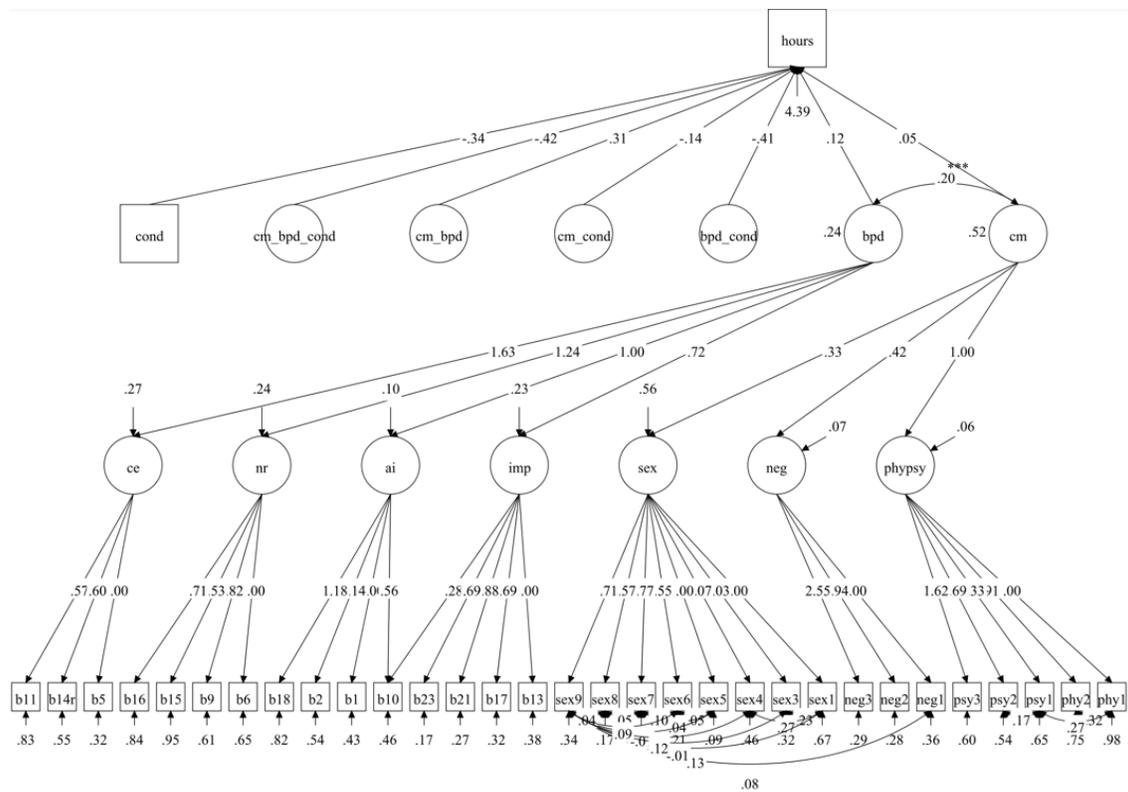 hours
4.39
-.34 -.42 .31 -.14 -.41 .12 .05
***
.20
cond cm_bpd_cond cm_bpd cm_cond bpd_cond .24 bpd .52 cm
1.63 1.24 1.00 .72 .33 .42 1.00
.27 .24 .10 .23 .56
.07 .06
ce nr ai imp sex neg phypsy
.57 .60 .00 .71 .53 .82 .00 1.18 .14 .56 .28 .69 .88 .69 .00 .71 .57 .77 .55 .00 .07 .03 .00 2.55 .94 .00 1.62 .69 .33 .91 .00
b11 b14r b5 b16 b15 b9 b6 b18 b2 b1 b10 b23 b21 b17 b13 sex9 sex8 sex7 sex6 sex5 sex4 sex3 sex1 neg3 neg2 neg1 psy3 psy2 psy1 phy2 phy1
.04 .05 .10 .05 .23 .17 .32
.09 .04 .27 .27
.83 .55 .32 .84 .95 .61 .65 .82 .54 .43 .46 .17 .27 .32 .38 .34 .17 .21 .09 .46 .32 .67 .29 .28 .36 .60 .54 .65 .75 .98
.12 -.01
.13
.08